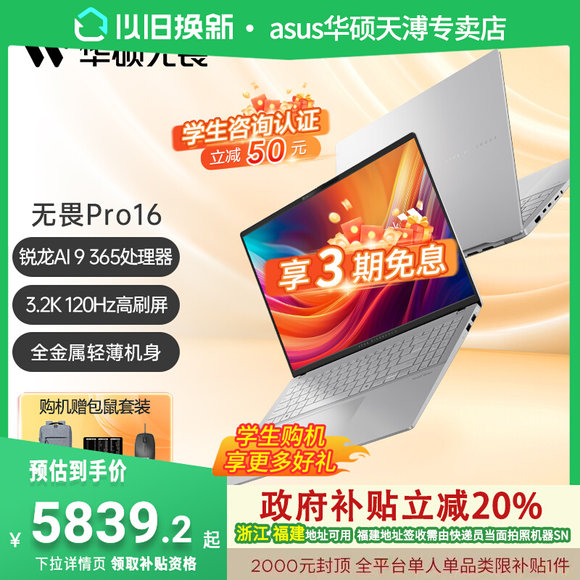 以旧换新 asus华硕天溥专卖店
华硕无畏
学生咨询认证
立减50元
无畏Pro16
锐龙AI 9 365处理器
3.2K 120Hz高刷屏
全金属轻薄机身
享3期免息
购机赠包鼠套装
学生购机
享更多好礼
预估到手价
¥5839.2起
下拉详情页 领取补贴资格
政府补贴立减20%
浙江 福建地址可用 福建地址签收需由快递员当面拍照机器SN
2000元封顶 全平台单人单品类限补贴1件